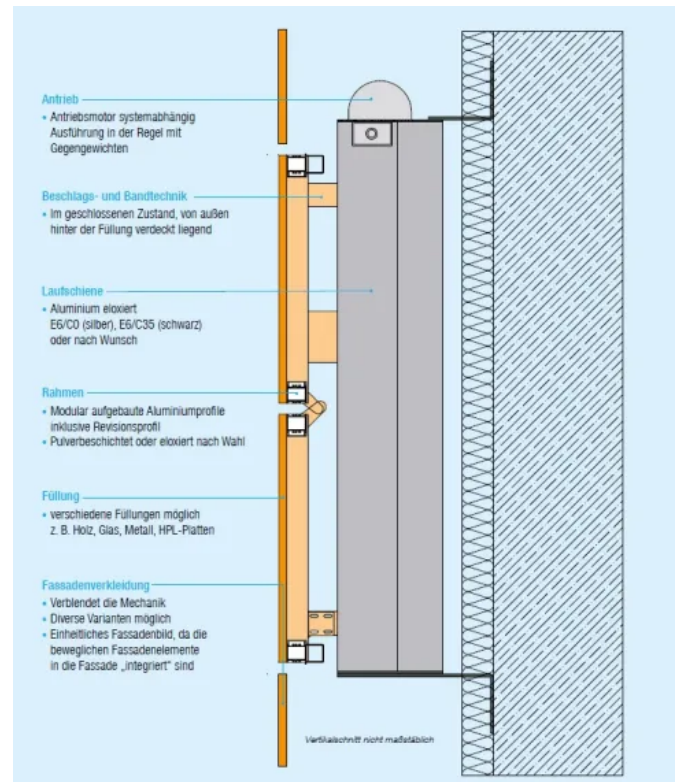 Antrieb
• Antriebsmotor systemabhängig
Ausführung in der Regel mit
Gegengewichten
Beschlags- und Bandtechnik
• Im geschlossenen Zustand, von außen
hinter der Füllung verdeckt liegend
Laufschiene
• Aluminium eloxiert
E6/C0 (silber), E6/C35 (schwarz)
oder nach Wunsch
Rahmen
• Modular aufgebaute Aluminiumprofile
inklusive Revisionsprofil
• Pulverbeschichtet oder eloxiert nach Wahl
Füllung
• verschiedene Füllungen möglich
z. B. Holz, Glas, Metall, HPL-Platten
Fassadenverkleidung
• Verblendet die Mechanik
• Diverse Varianten möglich
• Einheitliches Fassadenbild, da die
beweglichen Fassadenelemente
in die Fassade „integriert“ sind
Vertikalschnitt nicht maßstäblich